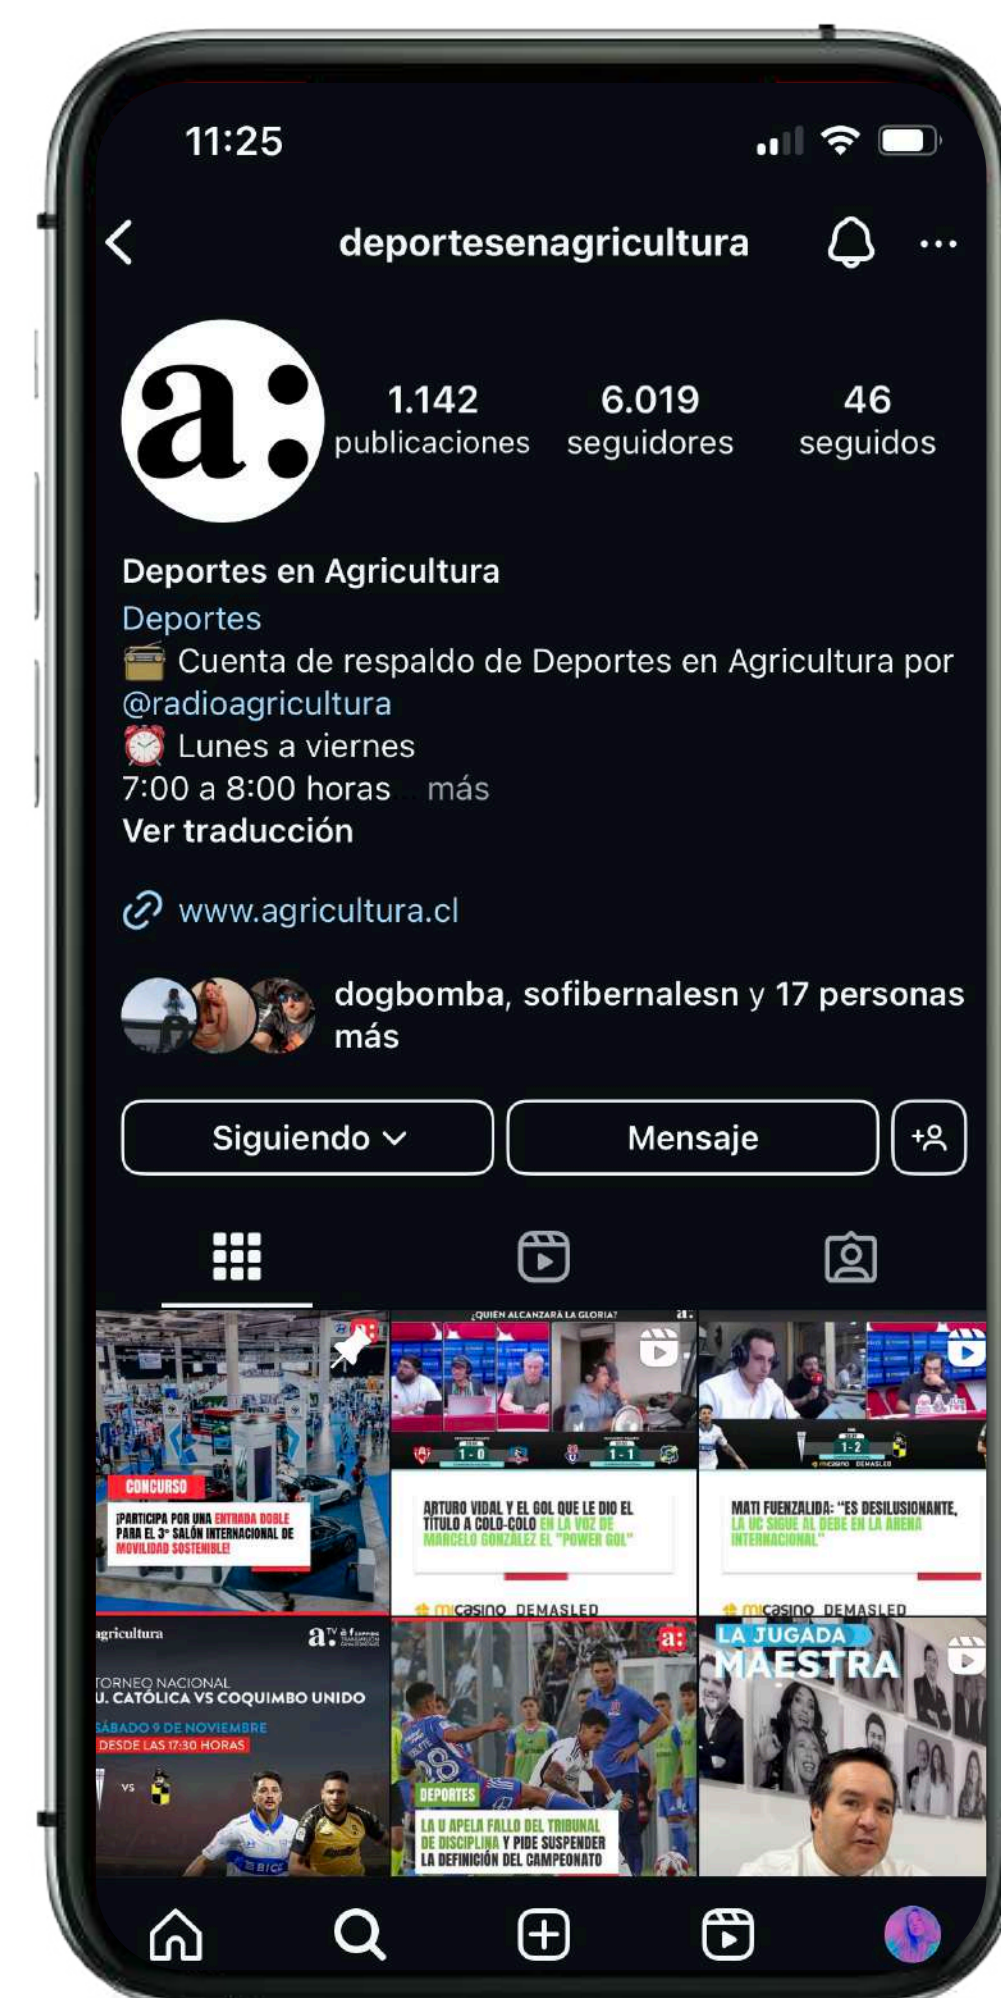 11:25
deportesenagricultura
a:
1.142
publicaciones
6.019
seguidores
46
seguidos
Deportes en Agricultura
Deportes
Cuenta de respaldo de Deportes en Agricultura por
@radioagricultura
Lunes a viernes
7:00 a 8:00 horas más
Ver traducción
www.agricultura.cl
dogbomba, sofibernalesn y 17 personas
más
Siguiendo
Mensaje
a:
CONCURSO
¡PARTICIPA POR UNA ENTRADA DOBLE
PARA EL 3° SALÓN INTERNACIONAL DE
MOVILIDAD SOSTENIBLE!
¿QUIÉN ALCANZARÁ LA GLORIA?
a:
1-0
1-1
ARTURO VIDAL Y EL GOL QUE LE DIO EL
TÍTULO A COLO-COLO EN LA VOZ DE
MARCELO GONZÁLEZ EL "POWER GOL"
micasino DEMASLED
1-2
micasino DEMASLED
MATI FUENZALIDA: "ES DESILUSIONANTE,
LA UC SIGUE AL DEBE EN LA ARENA
INTERNACIONAL"
micasino DEMASLED
agricultura
a: TV
TORNEO NACIONAL
U. CATÓLICA VS COQUIMBO UNIDO
SÁBADO 9 DE NOVIEMBRE
DESDE LAS 17:30 HORAS
VS
BICE
a:
DEPORTES
LA U APELA FALLO DEL TRIBUNAL
DE DISCIPLINA Y PIDE SUSPENDER
LA DEFINICIÓN DEL CAMPEONATO
LA JUGADA
MAESTRA